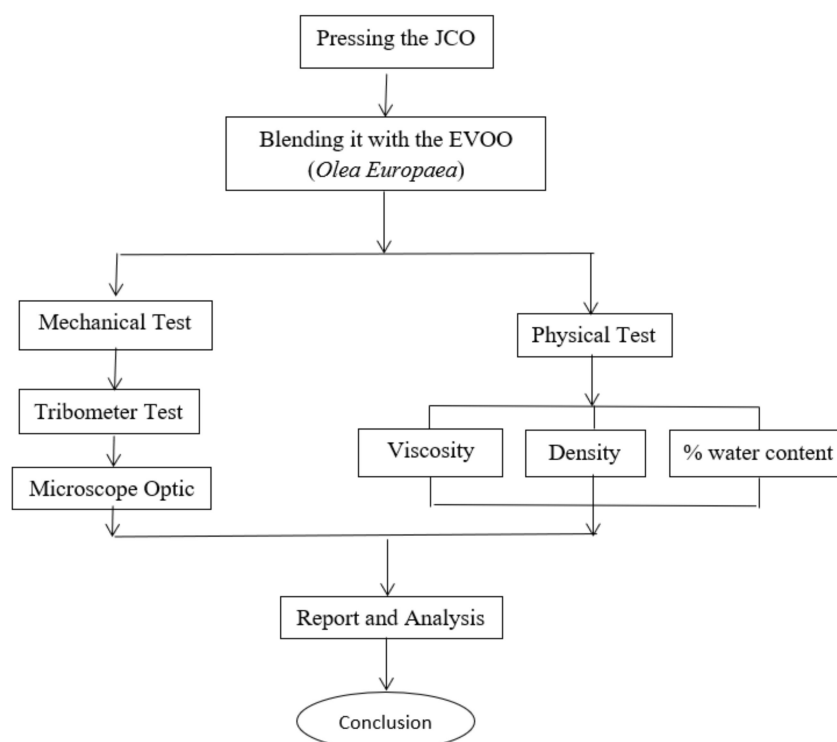 Pressing the JCO
Blending it with the EVOO
(Olea Europaea)
Mechanical Test
Physical Test
Tribometer Test
Viscosity
Density
% water content
Microscope Optic
Report and Analysis
Conclusion